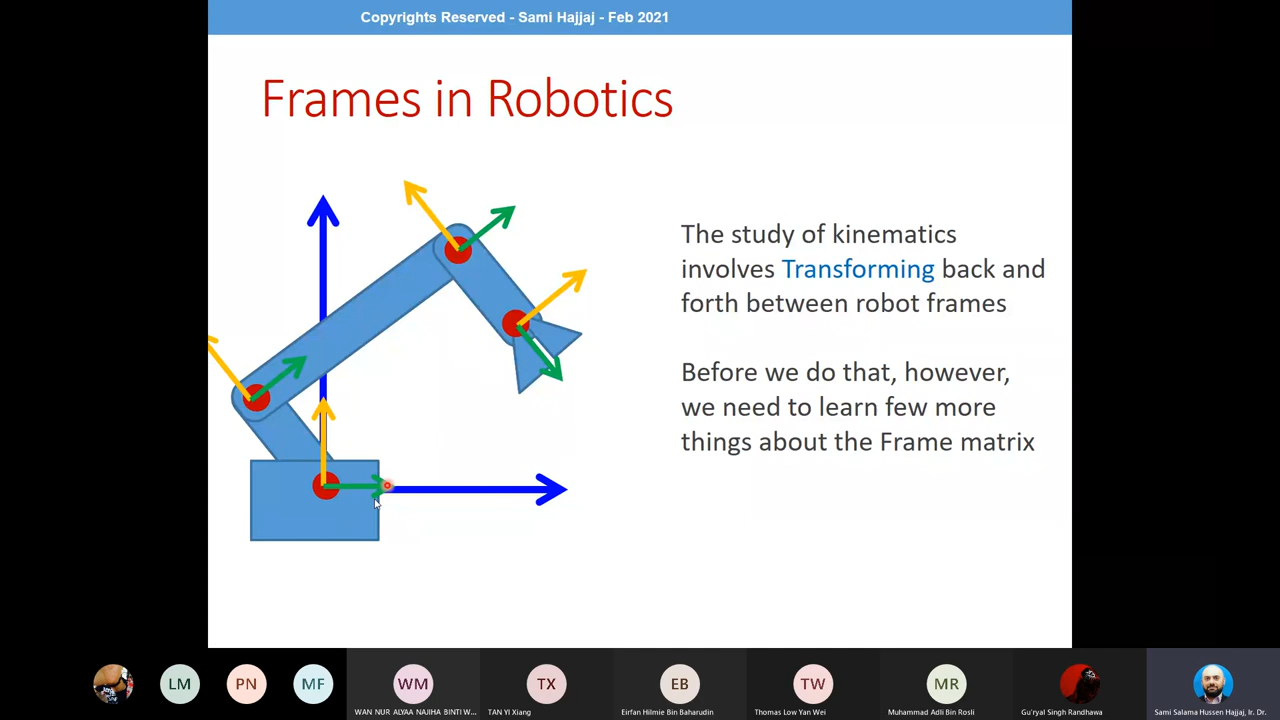 Copyrights Reserved - Sami Hajjaj - Feb 2021
Frames in Robotics
The study of kinematics
involves Transforming back and
forth between robot frames
Before we do that, however,
we need to learn few more
things about the Frame matrix
LM
PN
MF
WM
TX
EB
TW
MR
WAN NUR ALYAA NAJIHA BINTI W...
TAN YI Xiang
Eirfan Hilmie Bin Baharudin
Thomas Low Yan Wei
Muhammad Adli Bin Rosli
Gu'ryal Singh Randhawa
Sami Salama Hussen Hajjaj, Ir. Dr.